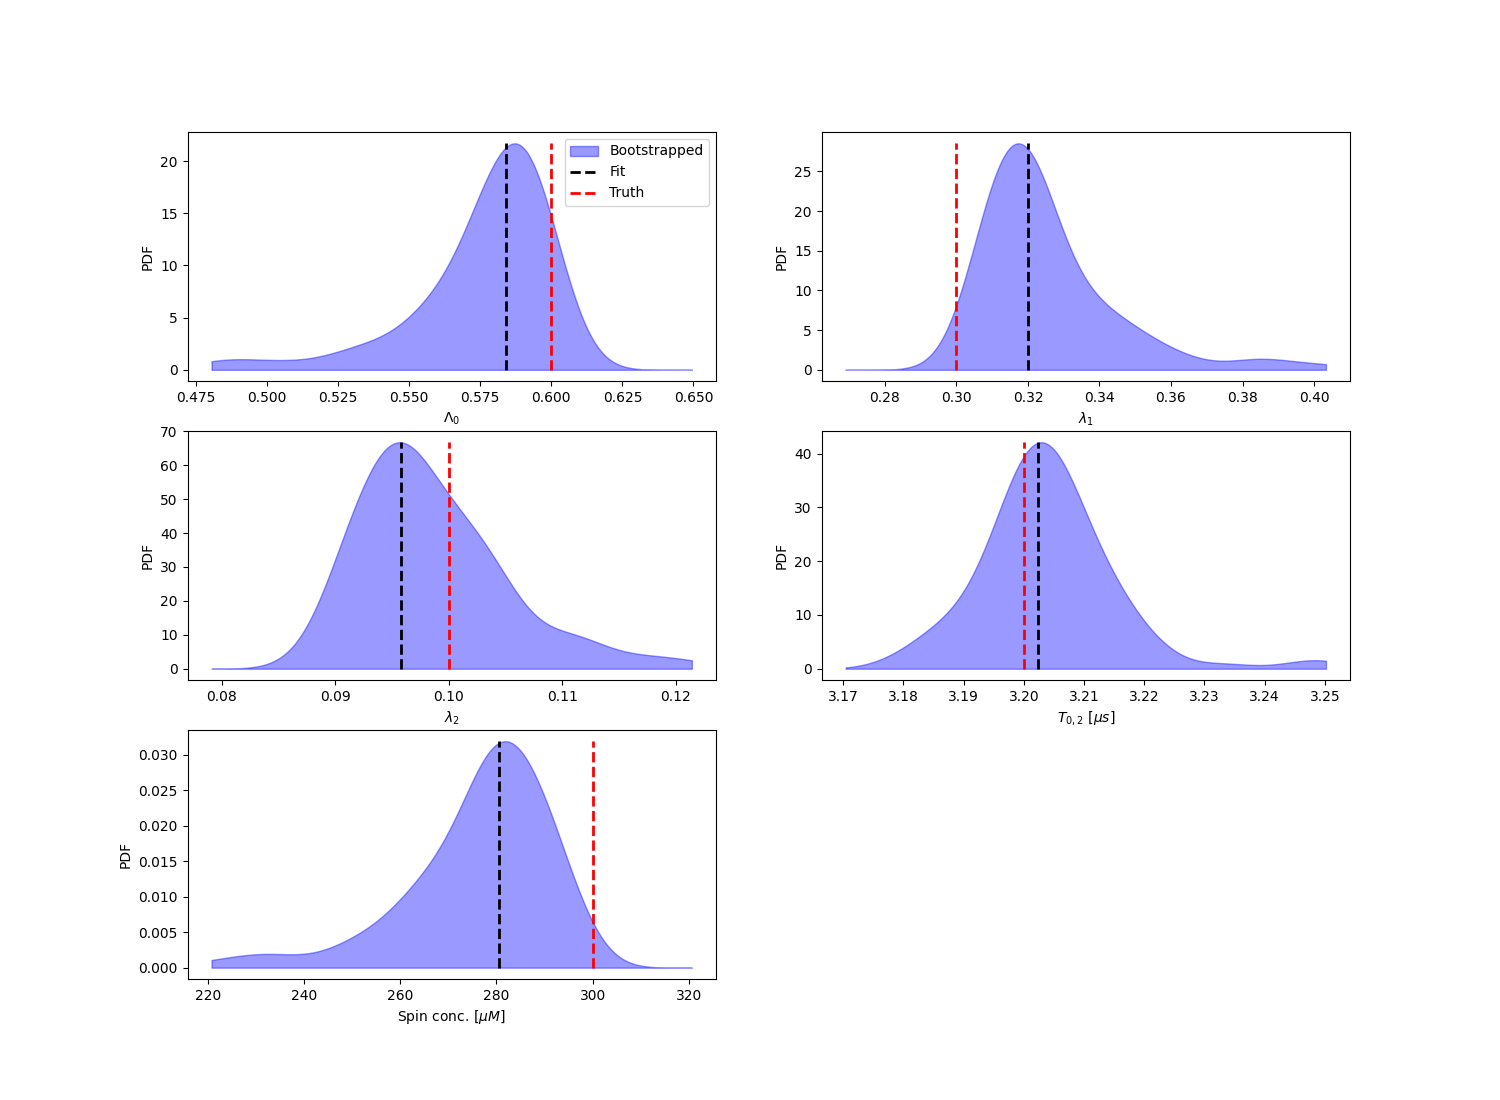 20
15
10
5
0
PDF
Bootstrapped
Fit
Truth
0.475 0.500 0.525 0.550 0.575 0.600 0.625 0.650
Λ0
25
20
15
10
5
0
PDF
0.28 0.30 0.32 0.34 0.36 0.38 0.40
λ1
70
60
50
40
30
20
10
0
PDF
0.08 0.09 0.10 0.11 0.12
λ2
40
30
20
10
0
PDF
3.17 3.18 3.19 3.20 3.21 3.22 3.23 3.24 3.25
T0, 2 [μs]
0.030
0.025
0.020
0.015
0.010
0.005
0.000
PDF
220 240 260 280 300 320
Spin conc. [μM]